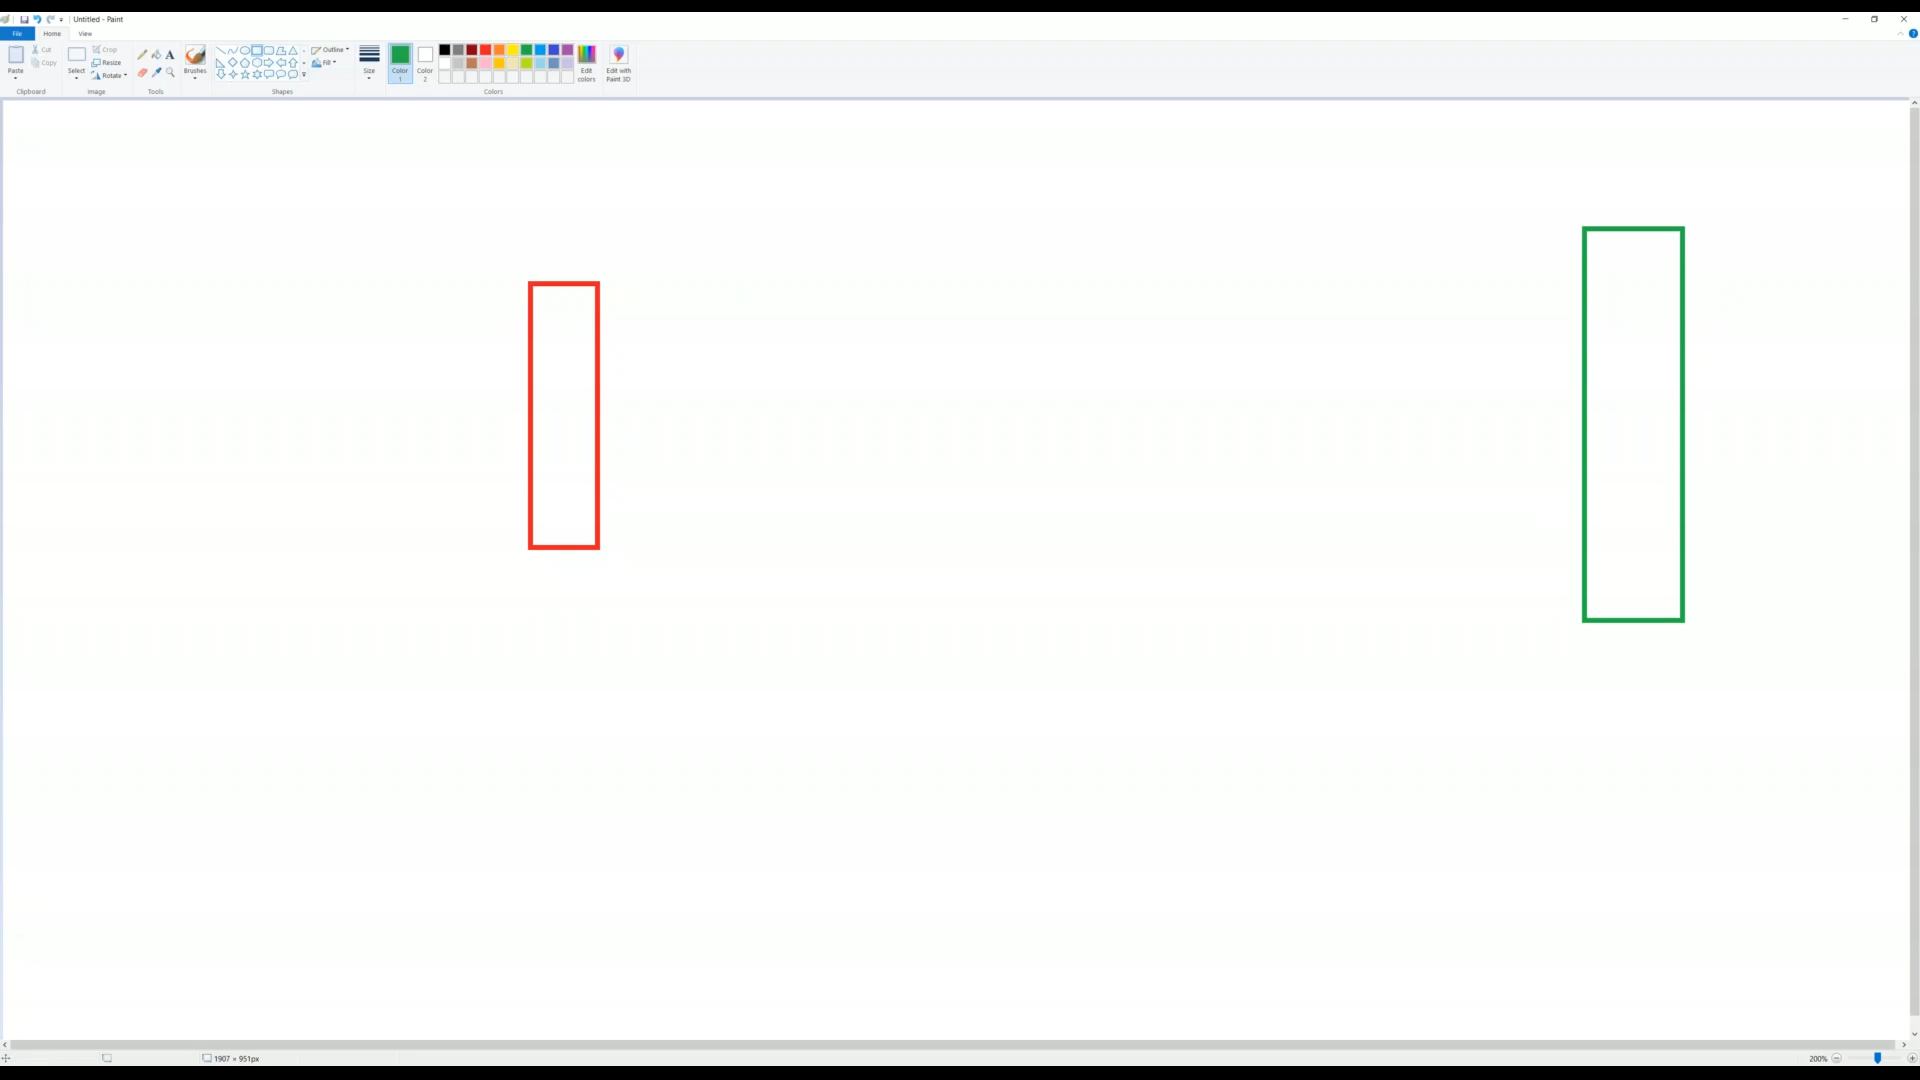 Untitled - Paint
File Home View
Paste
Cut
Copy
Clipboard
Select
Crop
Resize
Rotate
Image
A
Tools
Brushes
Outline
Fill
Shapes
Size
Color 1
Color 2
Edit colors
Colors
Edit with Paint 3D
1907 × 951px
200%